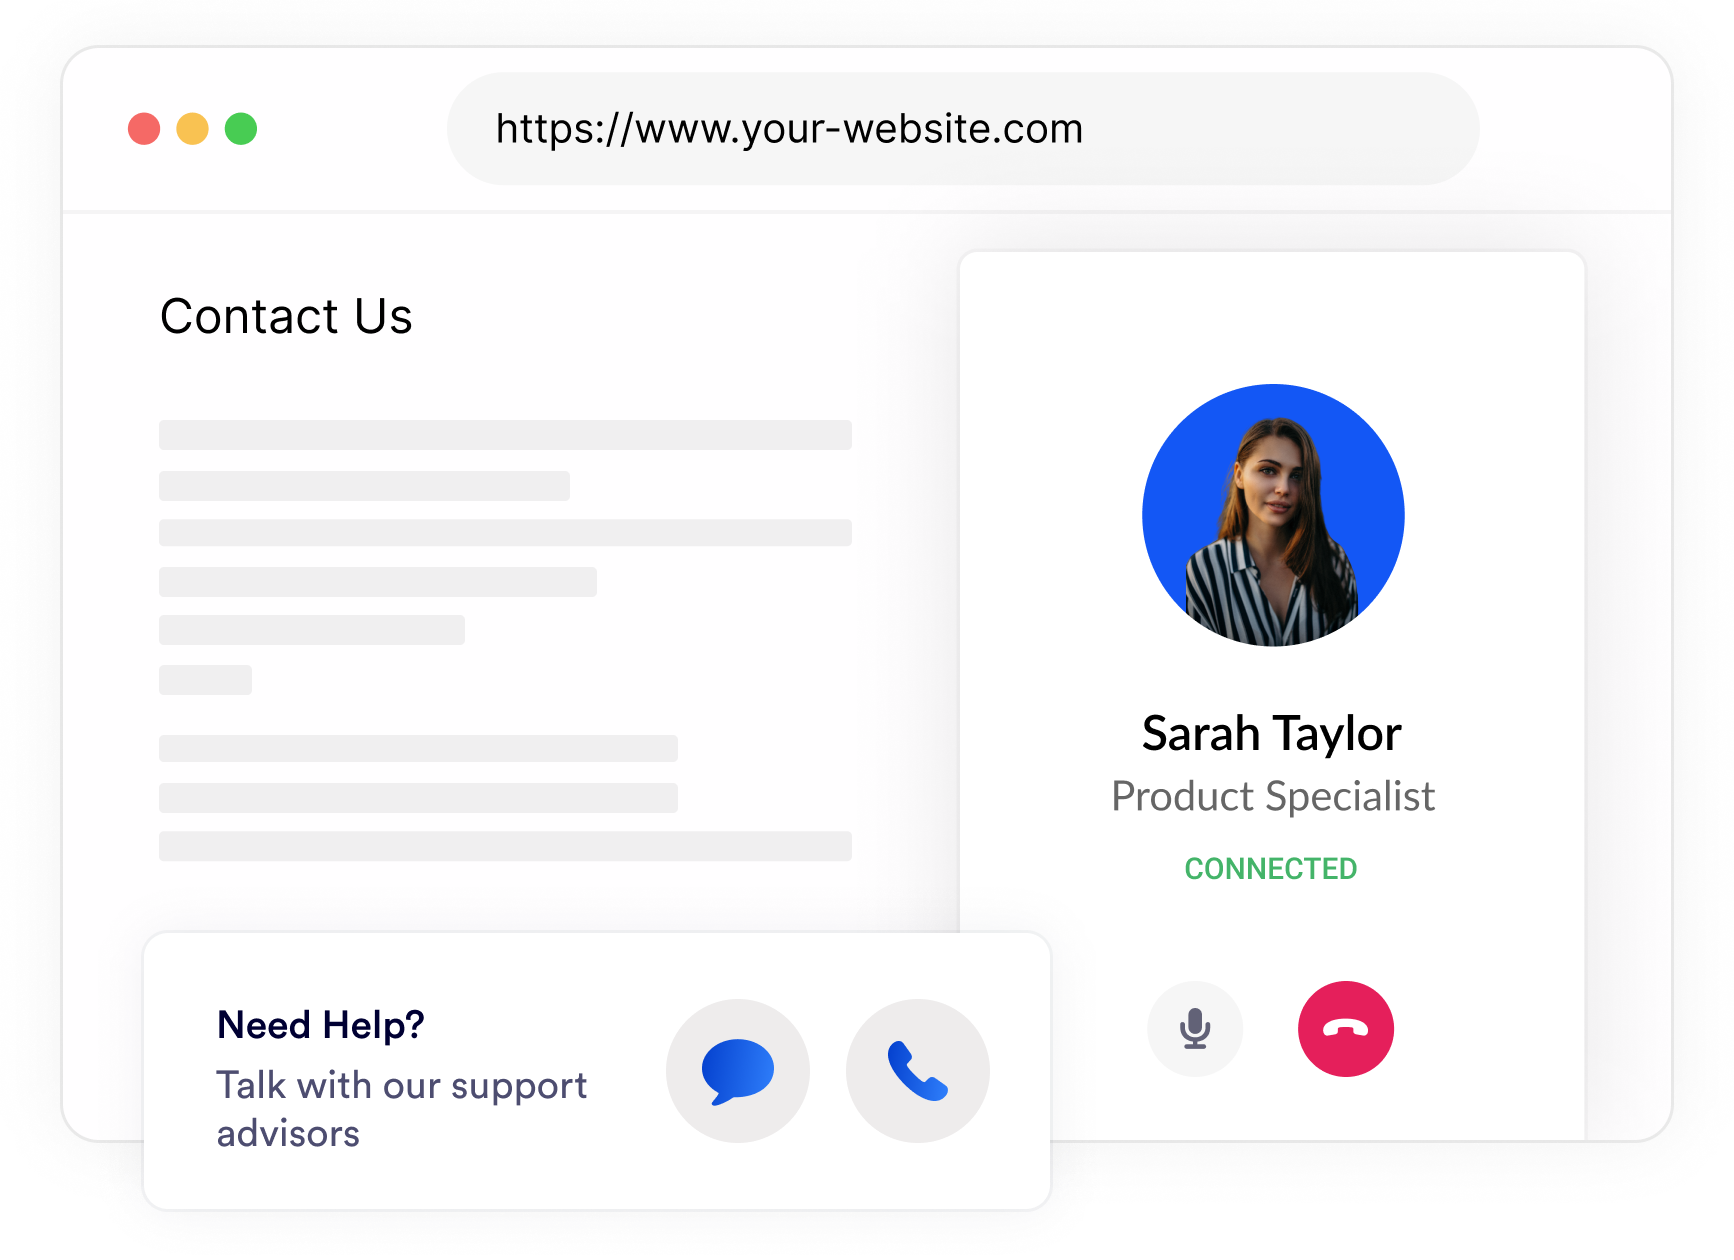 https://www.your-website.com
Contact Us
Sarah Taylor
Product Specialist
CONNECTED
Need Help?
Talk with our support
advisors